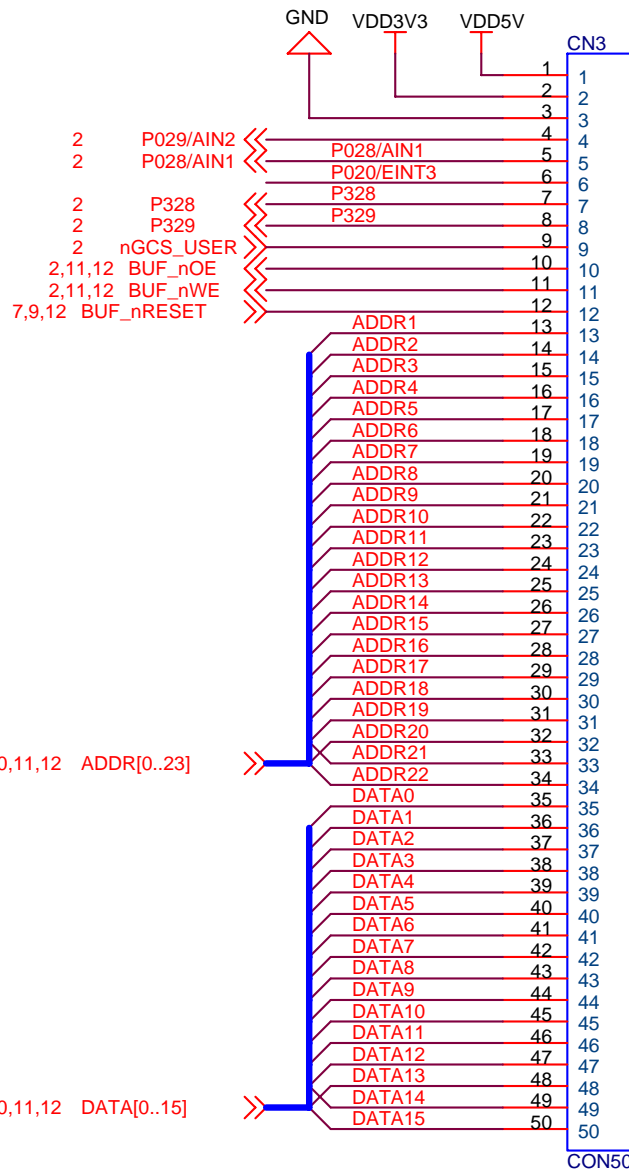 GND VDD3V3 VDD5V
CN3
1 1
2 2
3 3
2 P029/AIN2 4 4
2 P028/AIN1 P028/AIN1 5 5
P020/EINT3 6 6
2 P328 P328 7 7
2 P329 P329 8 8
2 nGCS_USER 9 9
2,11,12 BUF_nOE 10 10
2,11,12 BUF_nWE 11 11
7,9,12 BUF_nRESET 12 12
ADDR1 13 13
ADDR2 14 14
ADDR3 15 15
ADDR4 16 16
ADDR5 17 17
ADDR6 18 18
ADDR7 19 19
ADDR8 20 20
ADDR9 21 21
ADDR10 22 22
ADDR11 23 23
ADDR12 24 24
ADDR13 25 25
ADDR14 26 26
ADDR15 27 27
ADDR16 28 28
ADDR17 29 29
ADDR18 30 30
ADDR19 31 31
ADDR20 32 32
0,11,12 ADDR[0..23] ADDR21 33 33
ADDR22 34 34
DATA0 35 35
DATA1 36 36
DATA2 37 37
DATA3 38 38
DATA4 39 39
DATA5 40 40
DATA6 41 41
DATA7 42 42
DATA8 43 43
DATA9 44 44
DATA10 45 45
DATA11 46 46
DATA12 47 47
DATA13 48 48
0,11,12 DATA[0..15] DATA14 49 49
DATA15 50 50
CON50